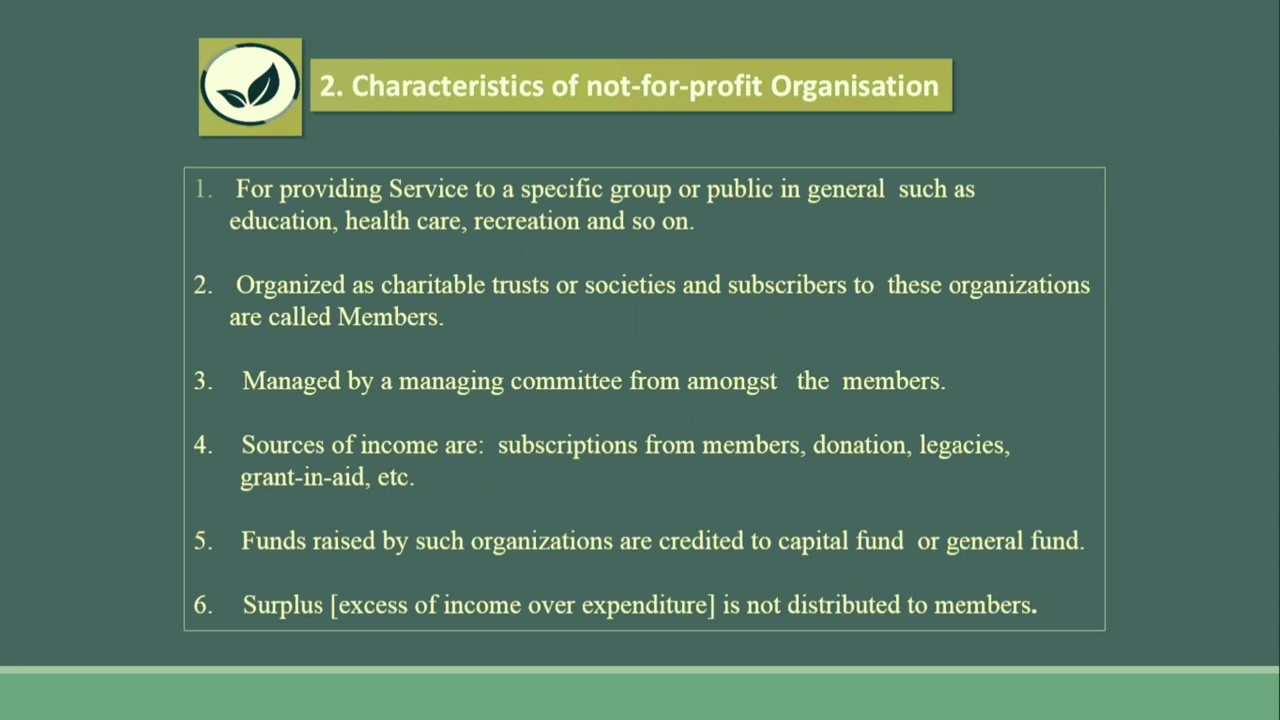 2. Characteristics of not-for-profit Organisation
1. For providing Service to a specific group or public in general such as
education, health care, recreation and so on.
2. Organized as charitable trusts or societies and subscribers to these organizations
are called Members.
3. Managed by a managing committee from amongst the members.
4. Sources of income are: subscriptions from members, donation, legacies,
grant-in-aid, etc.
5. Funds raised by such organizations are credited to capital fund or general fund.
6. Surplus [excess of income over expenditure] is not distributed to members.